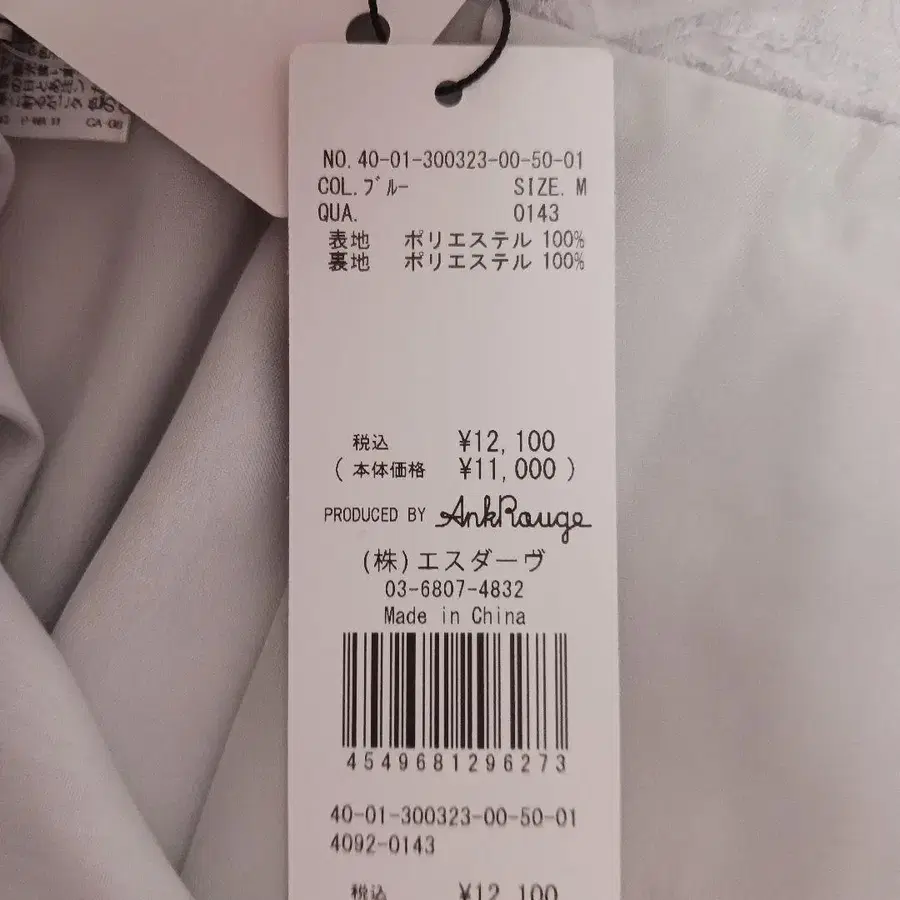 NO. 40-01-300323-00-50-01
COL.ブルー SIZE. M
QUA. 0143
表地 ポリエステル 100%
裏地 ポリエステル 100%
税込 ¥12,100
( 本体価格 ¥11,000 )
PRODUCED BY AnkRouge
(株)エスダーヴ
03-6807-4832
Made in China
4549681296273
40-01-300323-00-50-01
4092-0143
税込 ¥12,100